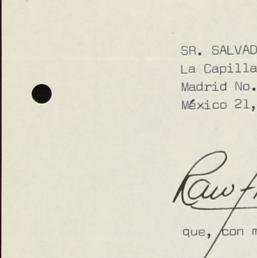 SR. SALVAD
La Capilla
Madrid No.
México 21,
que, con m